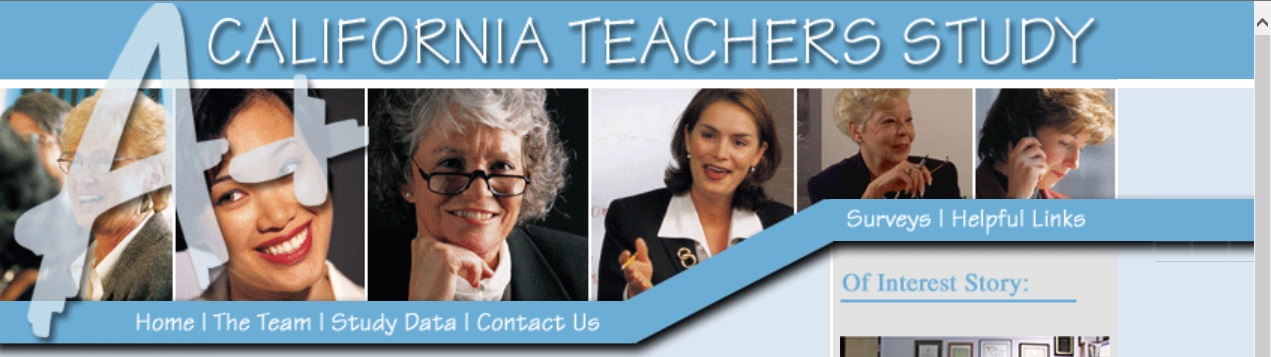 CALIFORNIA TEACHERS STUDY
A+
Surveys | Helpful Links
Of Interest Story:
Home | The Team | Study Data | Contact Us